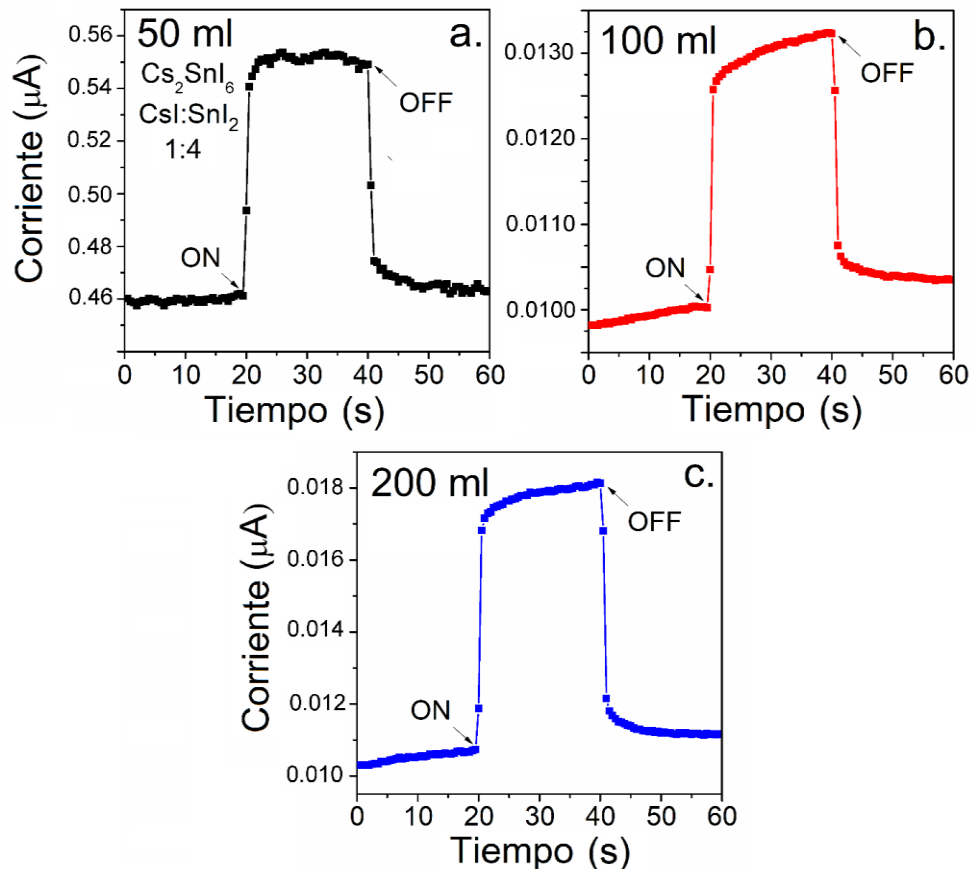 50 ml
a.
Cs₂SnI₆
CsI:SnI₂
1:4
ON
OFF
0.56
0.54
0.52
0.50
0.48
0.46
Corriente (μA)
0 10 20 30 40 50 60
Tiempo (s)
100 ml
b.
ON
OFF
0.0130
0.0120
0.0110
0.0100
0 10 20 30 40 50 60
Tiempo (s)
200 ml
c.
ON
OFF
0.018
0.016
0.014
0.012
0.010
Corriente (μA)
0 10 20 30 40 50 60
Tiempo (s)